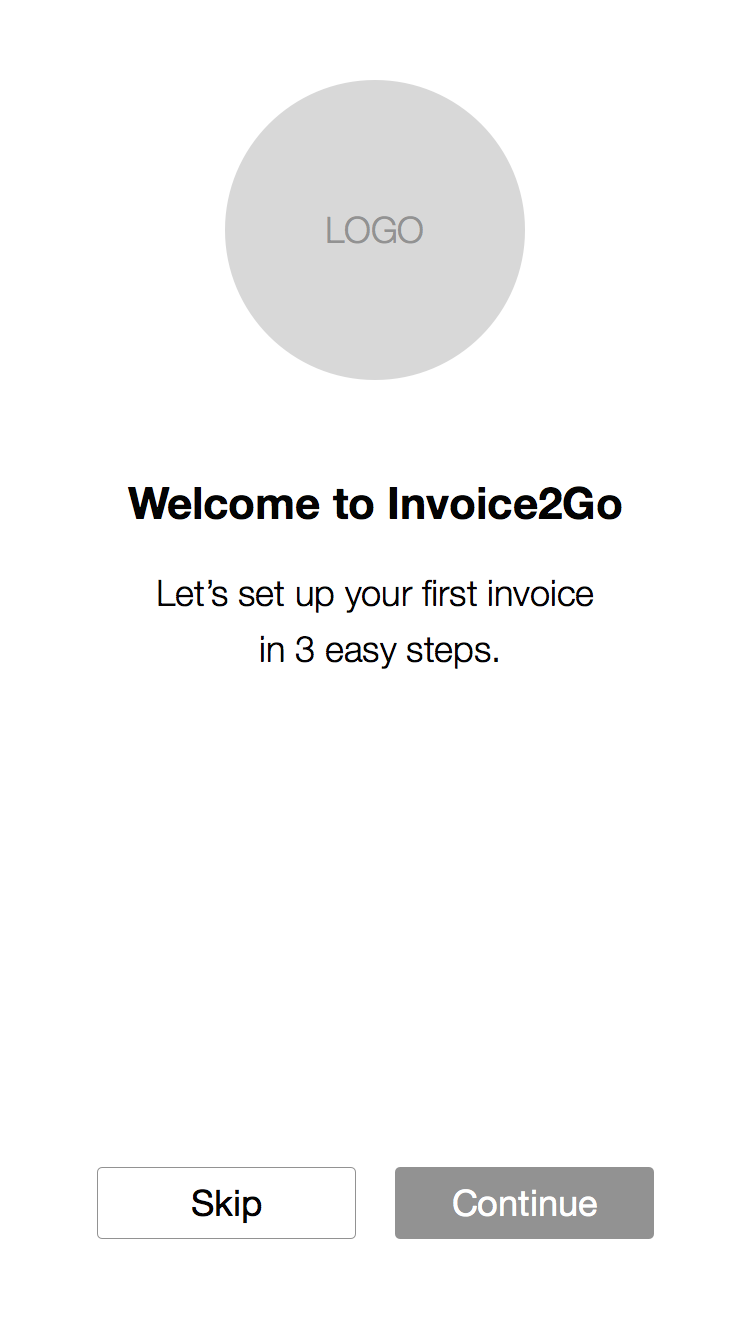 LOGO
Welcome to Invoice2Go
Let’s set up your first invoice
in 3 easy steps.
Skip
Continue